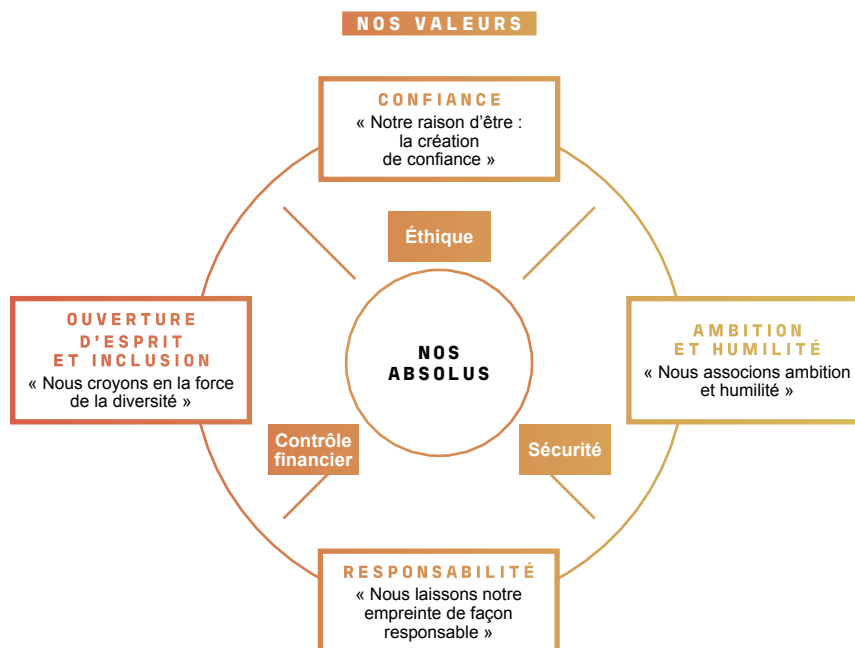 NOS VALEURS
CONFIANCE
« Notre raison d’être :
la création
de confiance »
Éthique
OUVERTURE
D’ESPRIT
ET INCLUSION
« Nous croyons en la force
de la diversité »
NOS
ABSOLUS
AMBITION
ET HUMILITÉ
« Nous associons ambition
et humilité »
Contrôle
financier
Sécurité
RESPONSABILITÉ
« Nous laissons notre
empreinte de façon
responsable »